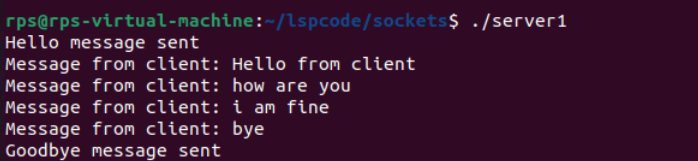 rps@rps-virtual-machine:~/lspcode/sockets$ ./server1
Hello message sent
Message from client: Hello from client
Message from client: how are you
Message from client: i am fine
Message from client: bye
Goodbye message sent